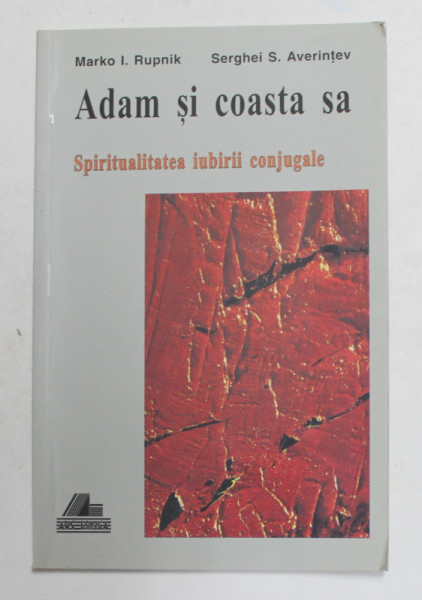 Marko I. Rupnik Serghei S. Averințev
Adam și coasta sa
Spiritualitatea iubirii conjugale